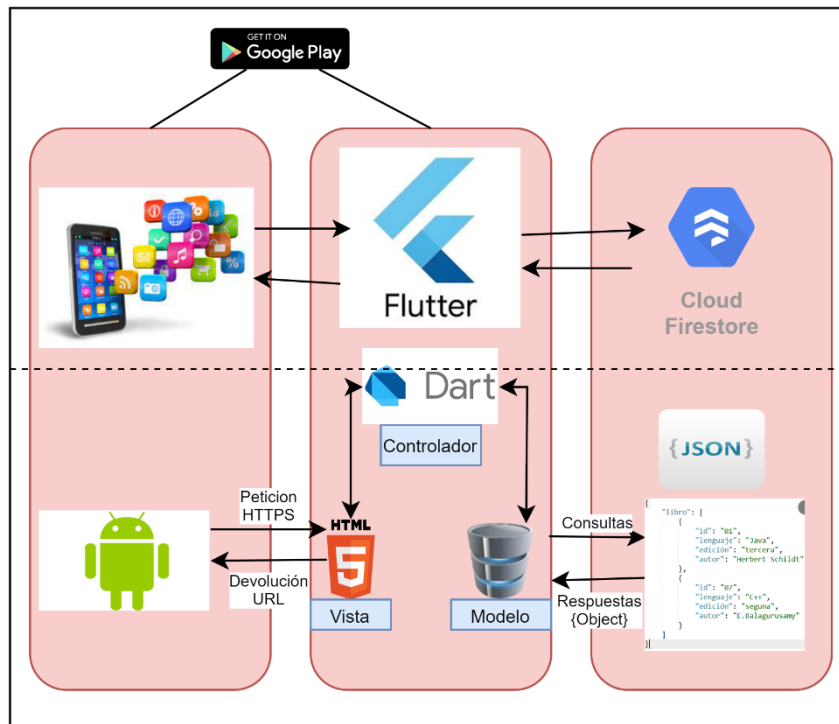 GET IT ON
Google Play
Flutter
Cloud
Firestore
Dart
Controlador
{JSON}
Peticion
HTTPS
HTML
5
Devolución
URL
Vista
Modelo
Consultas
Respuestas
{Object}
{
"libro": [
{
"id": "01",
"lenguaje": "Java",
"edición": "tercera",
"autor": "Herbert Schildt"
},
{
"id": "07",
"lenguaje": "C++",
"edición": "seguna",
"autor": "E.Balagurusamy"
}
]
}